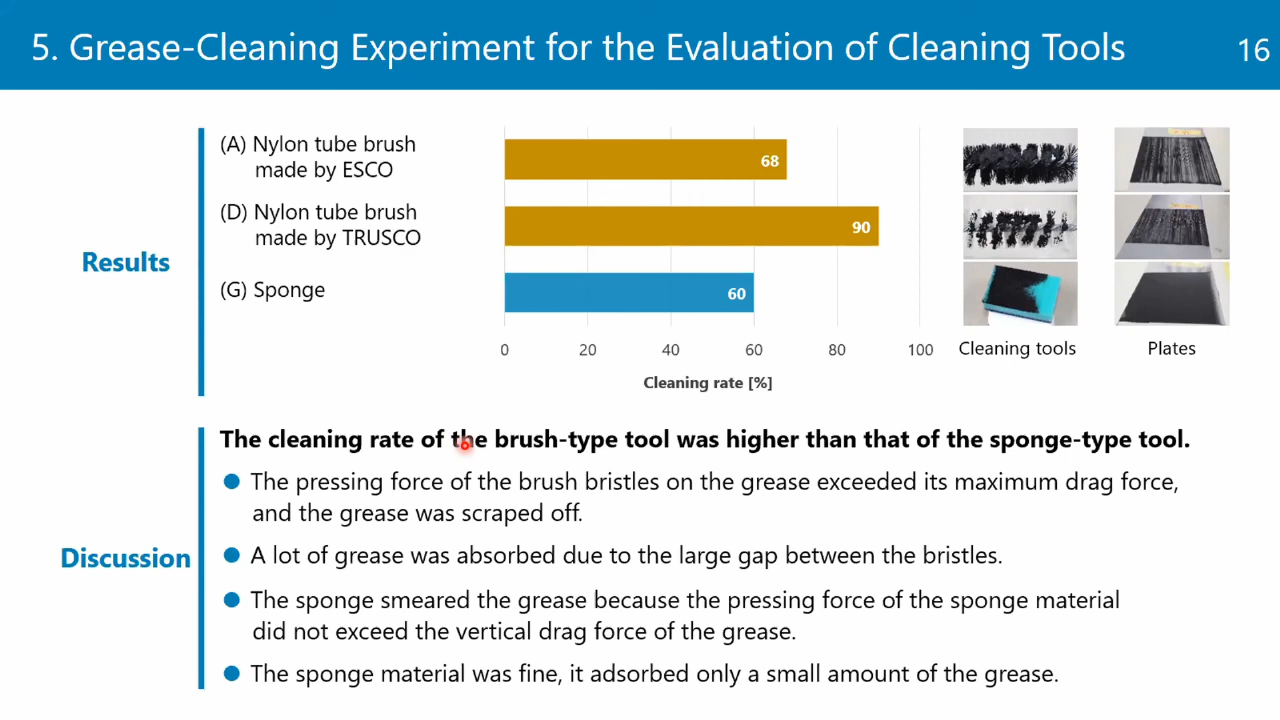 5. Grease-Cleaning Experiment for the Evaluation of Cleaning Tools
16
Results
(A) Nylon tube brush
made by ESCO
(D) Nylon tube brush
made by TRUSCO
(G) Sponge
68
90
60
0 20 40 60 80 100
Cleaning rate [%]
Cleaning tools
Plates
Discussion
The cleaning rate of the brush-type tool was higher than that of the sponge-type tool.
The pressing force of the brush bristles on the grease exceeded its maximum drag force,
and the grease was scraped off.
A lot of grease was absorbed due to the large gap between the bristles.
The sponge smeared the grease because the pressing force of the sponge material
did not exceed the vertical drag force of the grease.
The sponge material was fine, it adsorbed only a small amount of the grease.